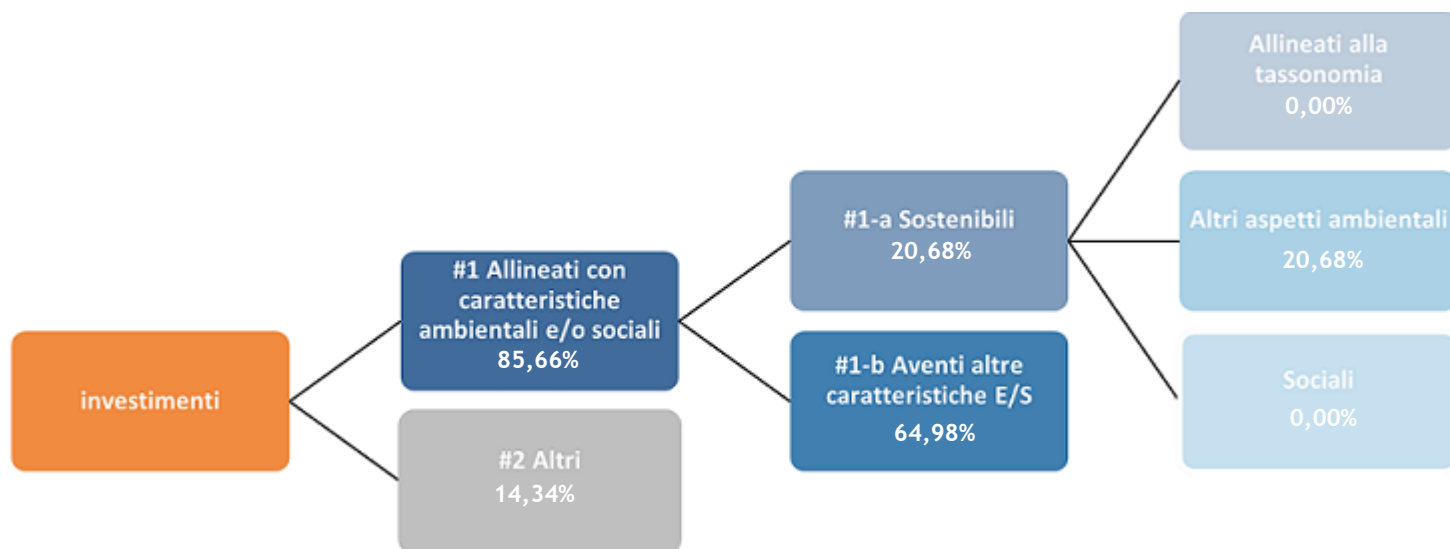 investimenti
#1 Allineati con
caratteristiche
ambientali e/o sociali
85,66%
#2 Altri
14,34%
#1-a Sostenibili
20,68%
#1-b Aventi altre
caratteristiche E/S
64,98%
Allineati alla
tassonomia
0,00%
Altri aspetti ambientali
20,68%
Sociali
0,00%